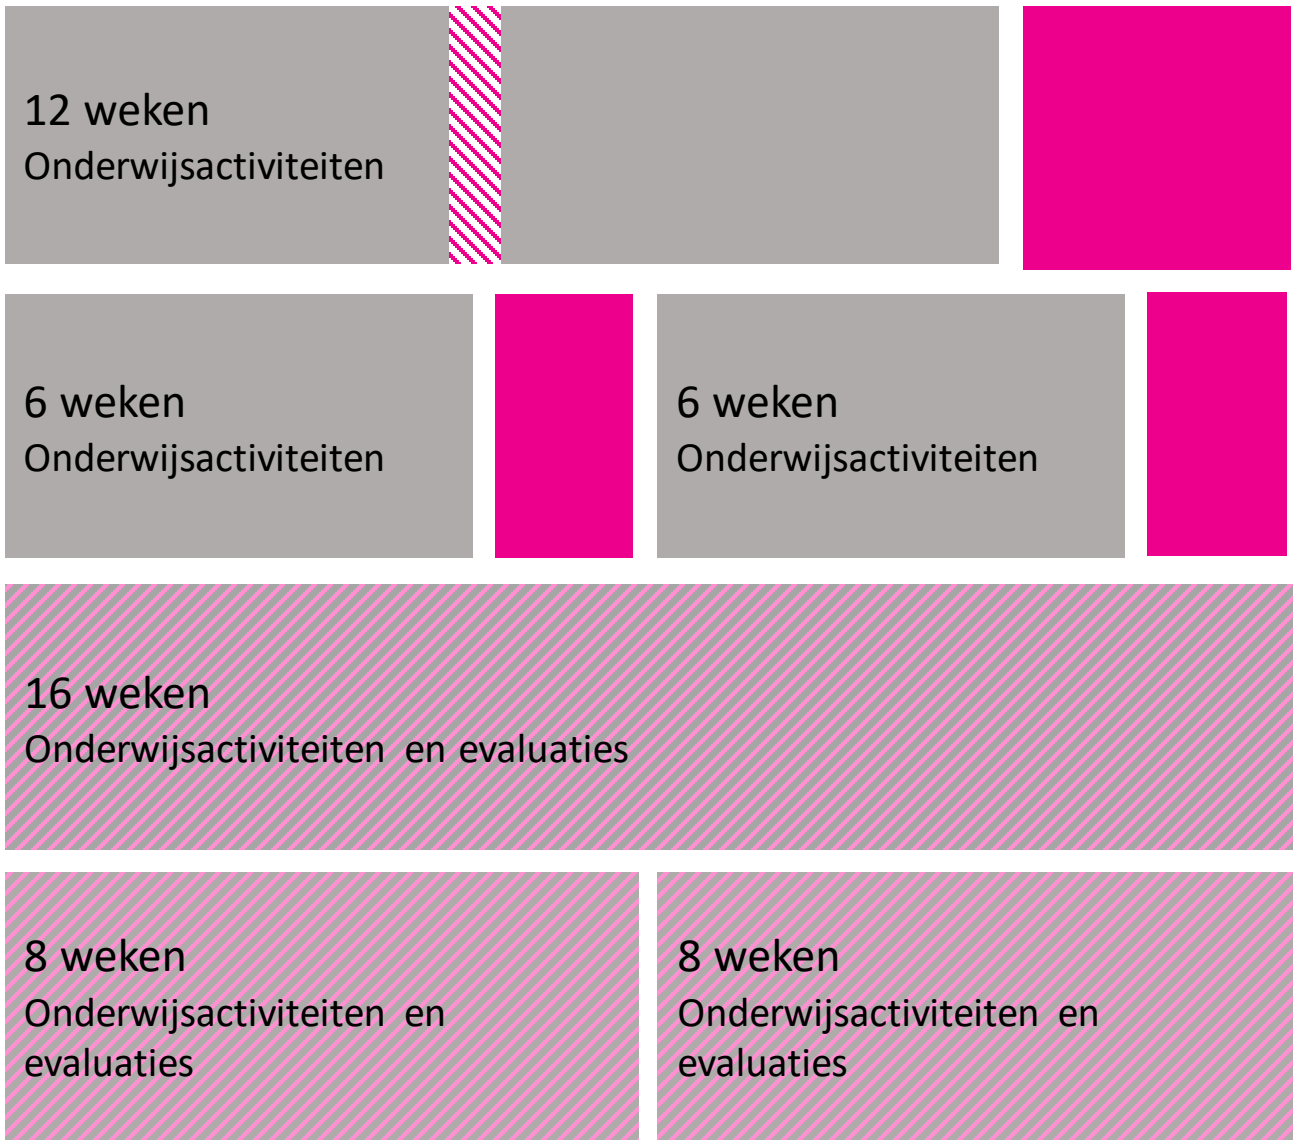 12 weken
Onderwijsactiviteiten
6 weken
Onderwijsactiviteiten
6 weken
Onderwijsactiviteiten
16 weken
Onderwijsactiviteiten en evaluaties
8 weken
Onderwijsactiviteiten en
evaluaties
8 weken
Onderwijsactiviteiten en
evaluaties